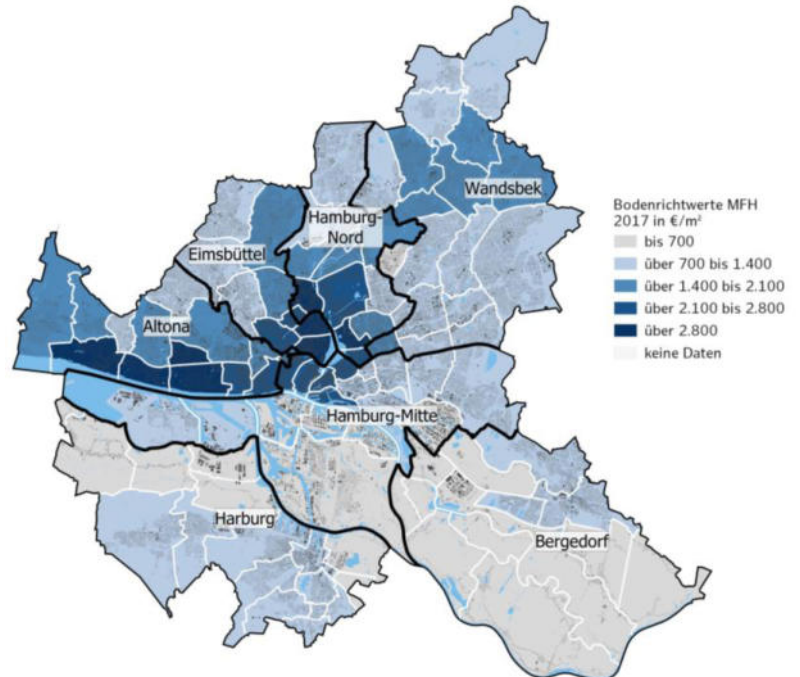 Wandsbek
Hamburg-
Nord
Eimsbüttel
Altona
Hamburg-Mitte
Harburg
Bergedorf
Bodenrichtwerte MFH
2017 in €/m²
bis 700
über 700 bis 1.400
über 1.400 bis 2.100
über 2.100 bis 2.800
über 2.800
keine Daten